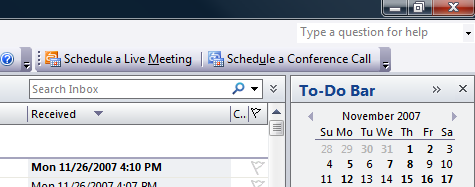 Type a question for help
Schedule a Live Meeting Schedule a Conference Call
Search Inbox
To-Do Bar
Received C..
November 2007
Su Mo Tu We Th Fr Sa
28 29 30 31 1 2 3
4 5 6 7 8 9 10
Mon 11/26/2007 4:10 PM
11 12 13 14 15 16 17
Mon 11/26/2007 4:07 PM